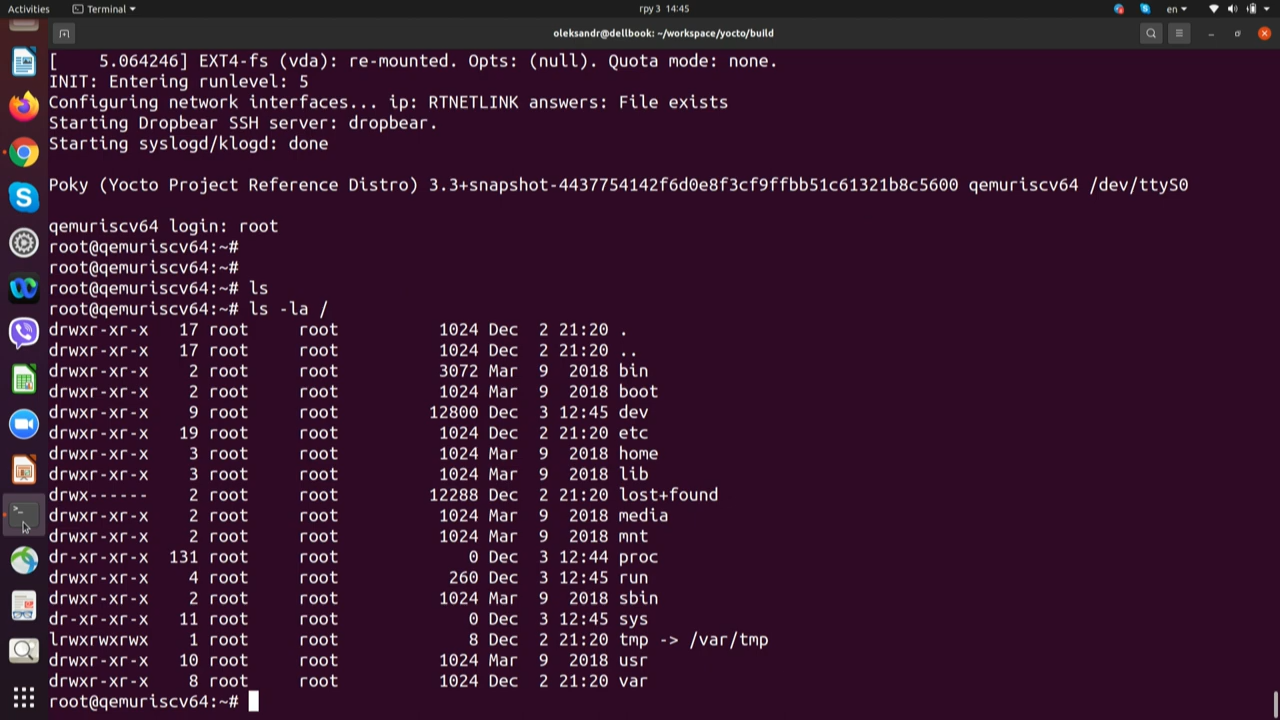 Activities Terminal гру 3 14:45 en
oleksandr@dellbook: ~/workspace/yocto/build
[    5.064246] EXT4-fs (vda): re-mounted. Opts: (null). Quota mode: none.
INIT: Entering runlevel: 5
Configuring network interfaces... ip: RTNETLINK answers: File exists
Starting Dropbear SSH server: dropbear.
Starting syslogd/klogd: done
Poky (Yocto Project Reference Distro) 3.3+snapshot-4437754142f6d0e8f3cf9ffbb51c61321b8c5600 qemuriscv64 /dev/ttyS0
qemuriscv64 login: root
root@qemuriscv64:~#
root@qemuriscv64:~#
root@qemuriscv64:~# ls
root@qemuriscv64:~# ls -la /
drwxr-xr-x   17 root     root          1024 Dec  2 21:20 .
drwxr-xr-x   17 root     root          1024 Dec  2 21:20 ..
drwxr-xr-x    2 root     root          3072 Mar  9  2018 bin
drwxr-xr-x    2 root     root          1024 Mar  9  2018 boot
drwxr-xr-x    9 root     root         12800 Dec  3 12:45 dev
drwxr-xr-x   19 root     root          1024 Dec  2 21:20 etc
drwxr-xr-x    3 root     root          1024 Mar  9  2018 home
drwxr-xr-x    3 root     root          1024 Mar  9  2018 lib
drwx------    2 root     root         12288 Dec  2 21:20 lost+found
drwxr-xr-x    2 root     root          1024 Mar  9  2018 media
drwxr-xr-x    2 root     root          1024 Mar  9  2018 mnt
dr-xr-xr-x  131 root     root             0 Dec  3 12:44 proc
drwxr-xr-x    4 root     root           260 Dec  3 12:45 run
drwxr-xr-x    2 root     root          1024 Mar  9  2018 sbin
dr-xr-xr-x   11 root     root             0 Dec  3 12:45 sys
lrwxrwxrwx    1 root     root             8 Dec  2 21:20 tmp -> /var/tmp
drwxr-xr-x   10 root     root          1024 Mar  9  2018 usr
drwxr-xr-x    8 root     root          1024 Dec  2 21:20 var
root@qemuriscv64:~#